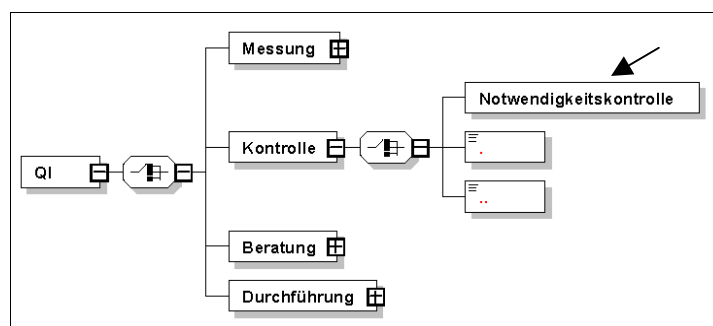 Messung
Notwendigkeitskontrolle
Kontrolle
.
QI
..
Beratung
Durchführung